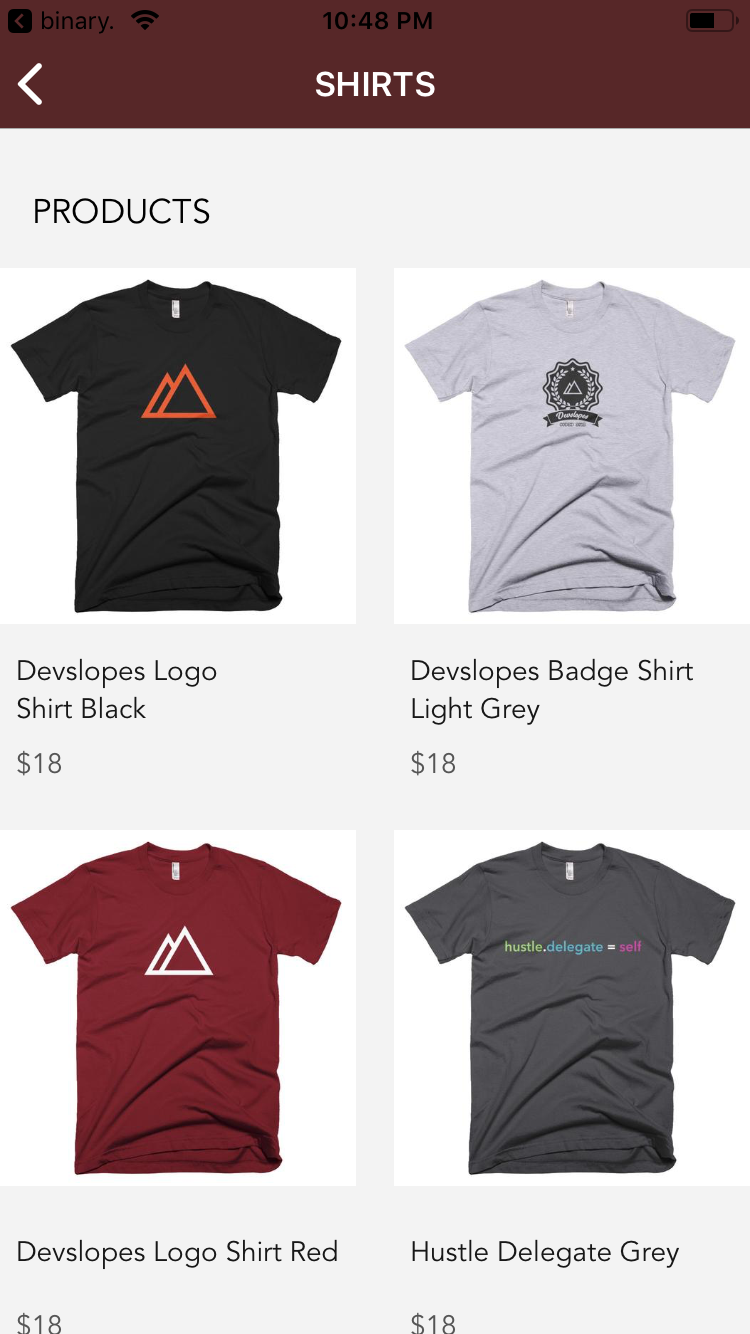 binary.
10:48 PM
SHIRTS
PRODUCTS
Devslopes
Devslopes Logo
Shirt Black
$18
Devslopes Badge Shirt
Light Grey
$18
hustle.delegate = self
Devslopes Logo Shirt Red
$18
Hustle Delegate Grey
$18